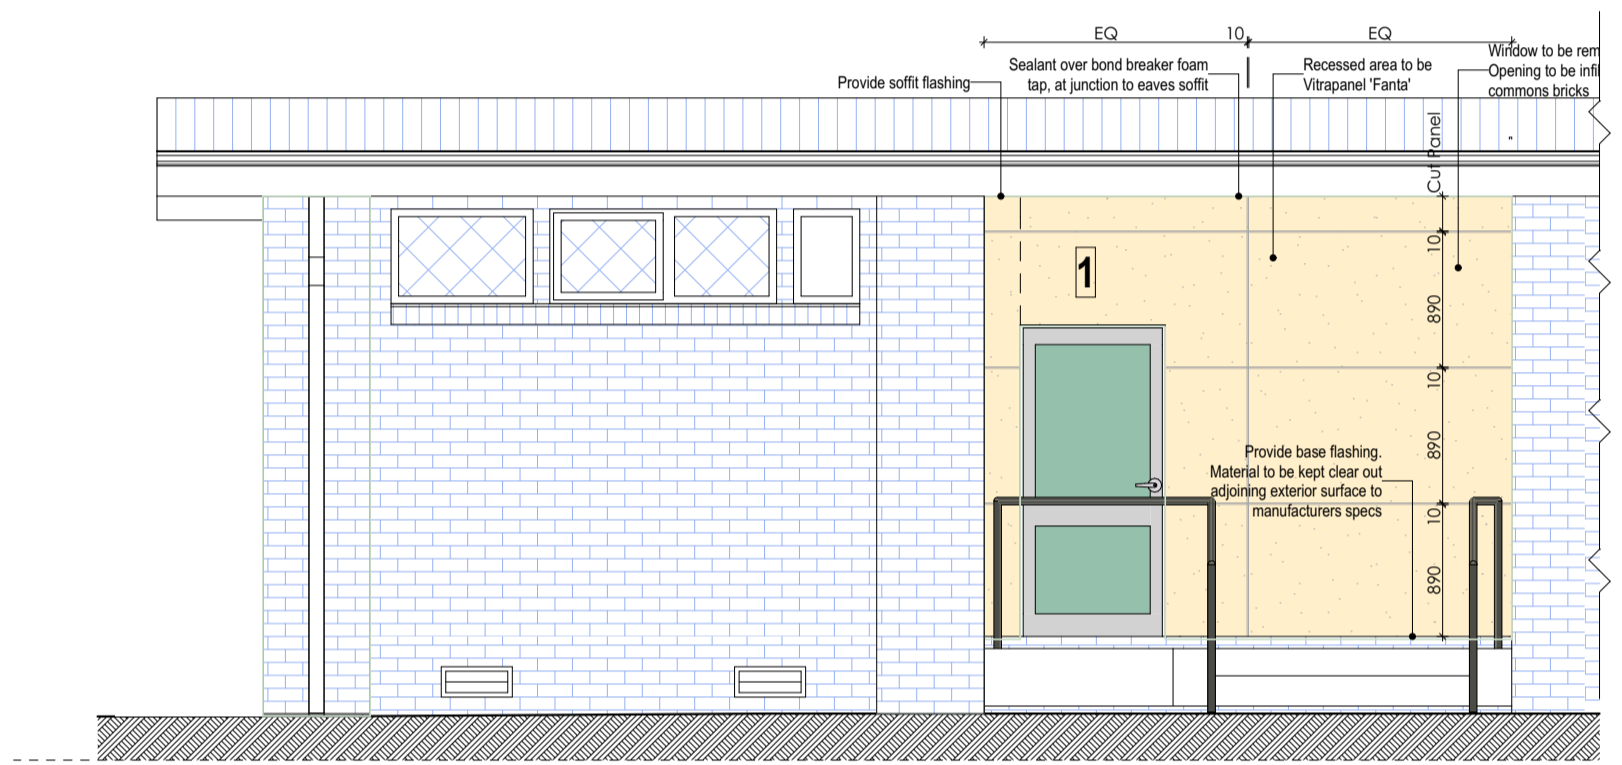 EQ 10 EQ
Provide soffit flashing
Sealant over bond breaker foam
tap, at junction to eaves soffit
Recessed area to be
Vitrapanel 'Fanta'
Window to be rem
Opening to be infil
commons bricks
Cut Panel
10
890
10
890
10
890
1
Provide base flashing.
Material to be kept clear out
adjoining exterior surface to
manufacturers specs